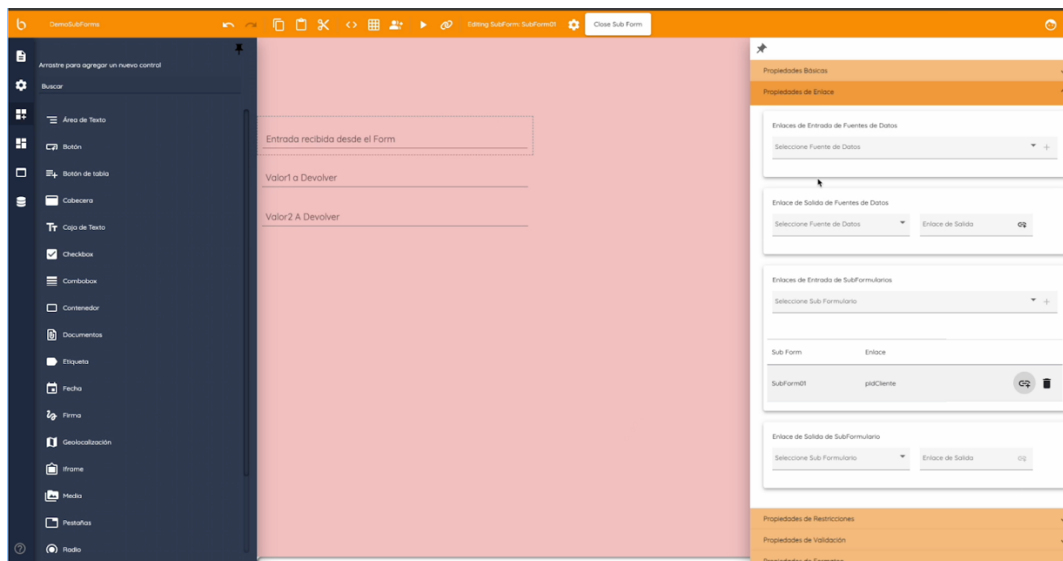 b
DemoSubForms
Editing SubForm: SubForm01
Close Sub Form
Arrastre para agregar un nuevo control
Buscar
Área de Texto
Botón
Botón de tabla
Cabecera
Caja de Texto
Checkbox
Combobox
Contenedor
Documentos
Etiqueta
Fecha
Firma
Geolocalización
Iframe
Media
Pestañas
Radio
Entrada recibida desde el Form
Valor1 a Devolver
Valor2 A Devolver
Propiedades Básicas
Propiedades de Enlace
Enlaces de Entrada de Fuentes de Datos
Seleccione Fuente de Datos
Enlace de Salida de Fuentes de Datos
Seleccione Fuente de Datos
Enlace de Salida
Enlaces de Entrada de SubFormularios
Seleccione Sub Formulario
Sub Form Enlace
SubForm01 pIdCliente
Enlace de Salida de SubFormulario
Seleccione Sub Formulario
Enlace de Salida
Propiedades de Restricciones
Propiedades de Validación
Propiedades de Formatos